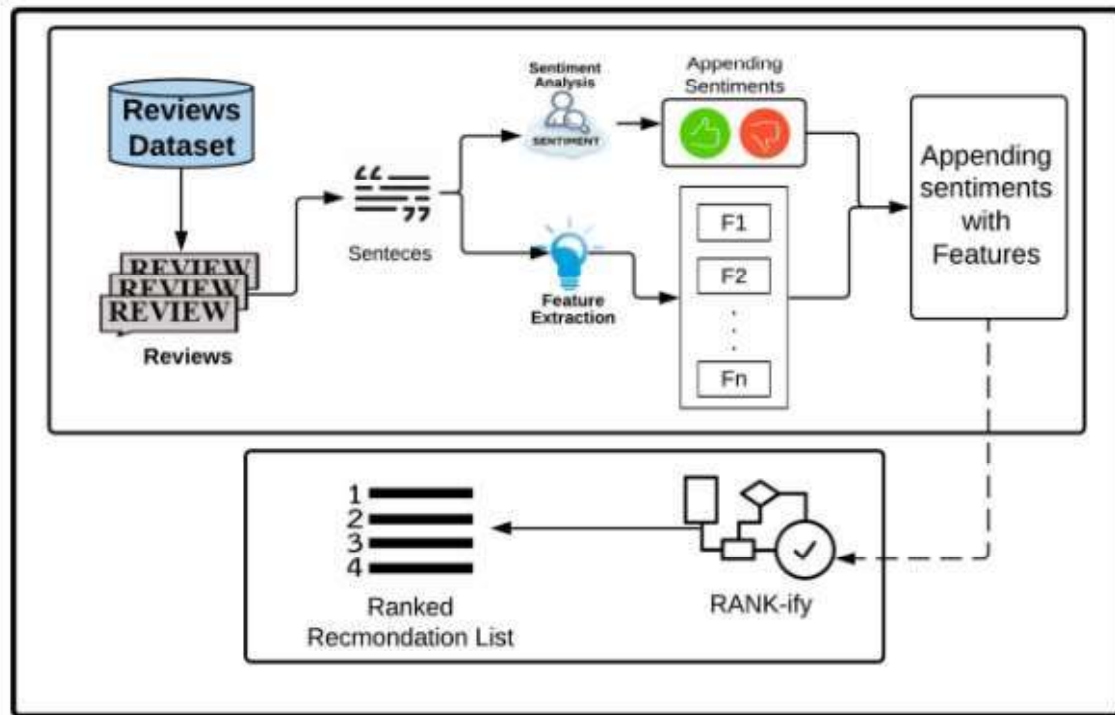 Reviews
Dataset
REVIEW
REVIEW
REVIEW
Reviews
Senteces
Sentiment
Analysis
SENTIMENT
Feature
Extraction
Appending
Sentiments
F1
F2
Fn
Appending
sentiments
with
Features
1
2
3
4
Ranked
Recmondation List
RANK-ify